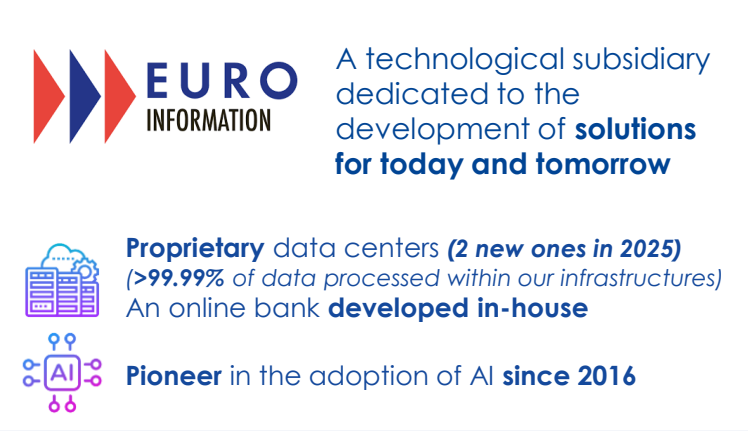 EURO
INFORMATION
A technological subsidiary
dedicated to the
development of solutions
for today and tomorrow
Proprietary data centers (2 new ones in 2025)
(>99.99% of data processed within our infrastructures)
An online bank developed in-house
AI
Pioneer in the adoption of AI since 2016